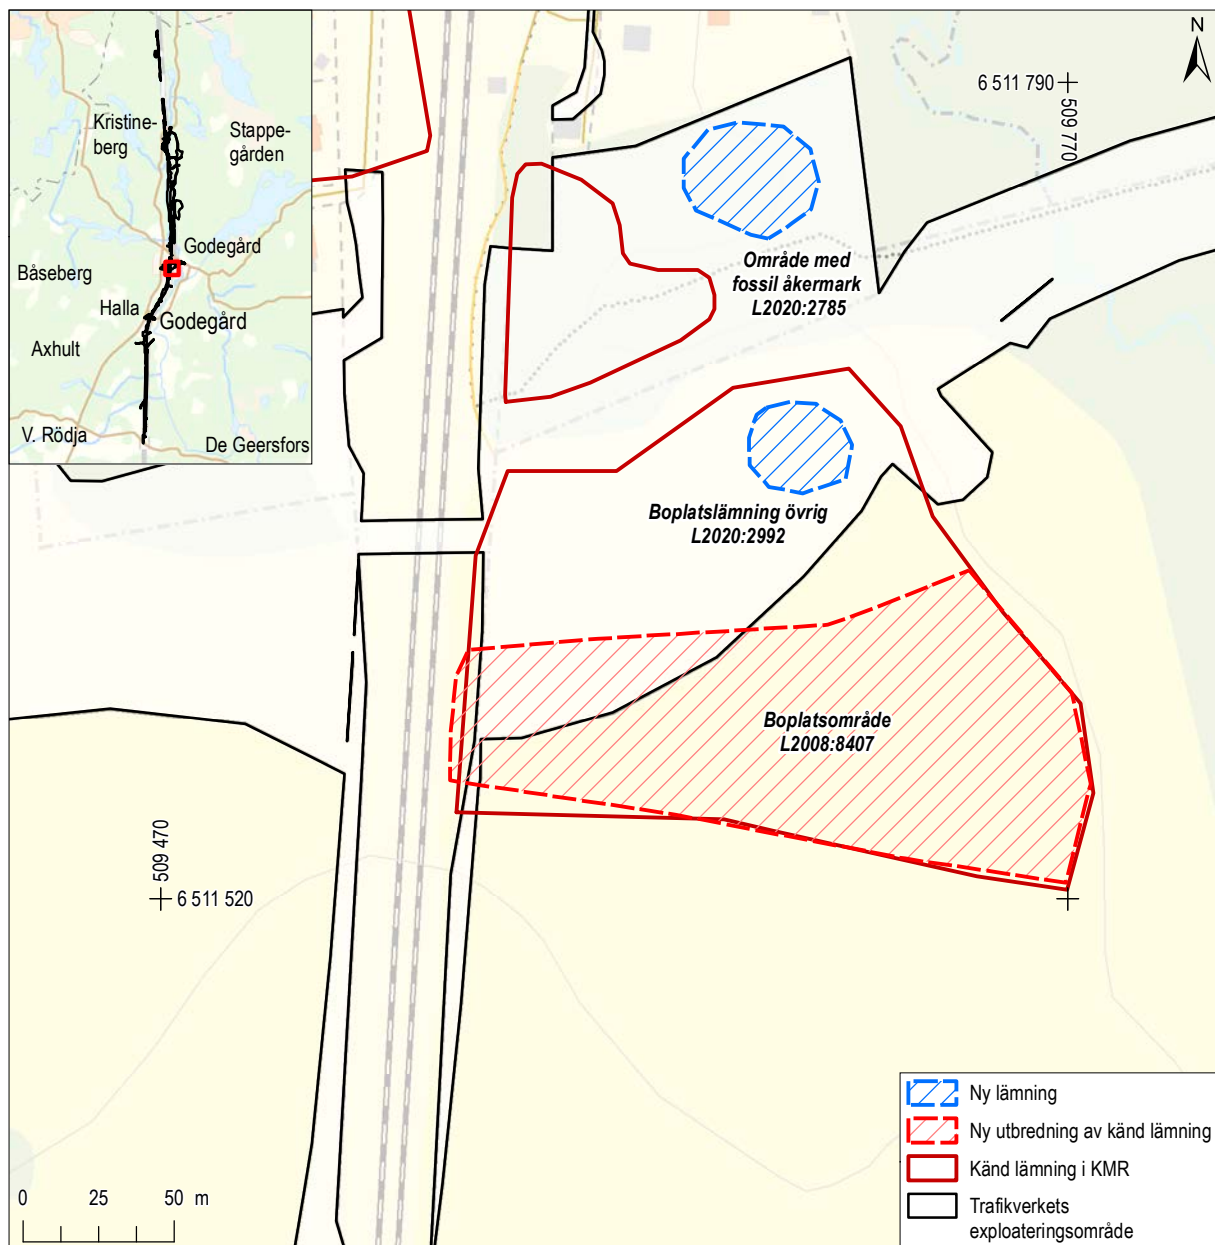 Kristine-
berg
Stappe-
gården
Godegård
Båseberg
Halla
Godegård
Axhult
V. Rödja
De Geersfors
N
6 511 790
509 770
Område med
fossil åkermark
L2020:2785
Boplatslämning övrig
L2020:2992
Boplatsområde
L2008:8407
509 470
6 511 520
0 25 50 m
Ny lämning
Ny utbredning av känd lämning
Känd lämning i KMR
Trafikverkets
exploateringsområde